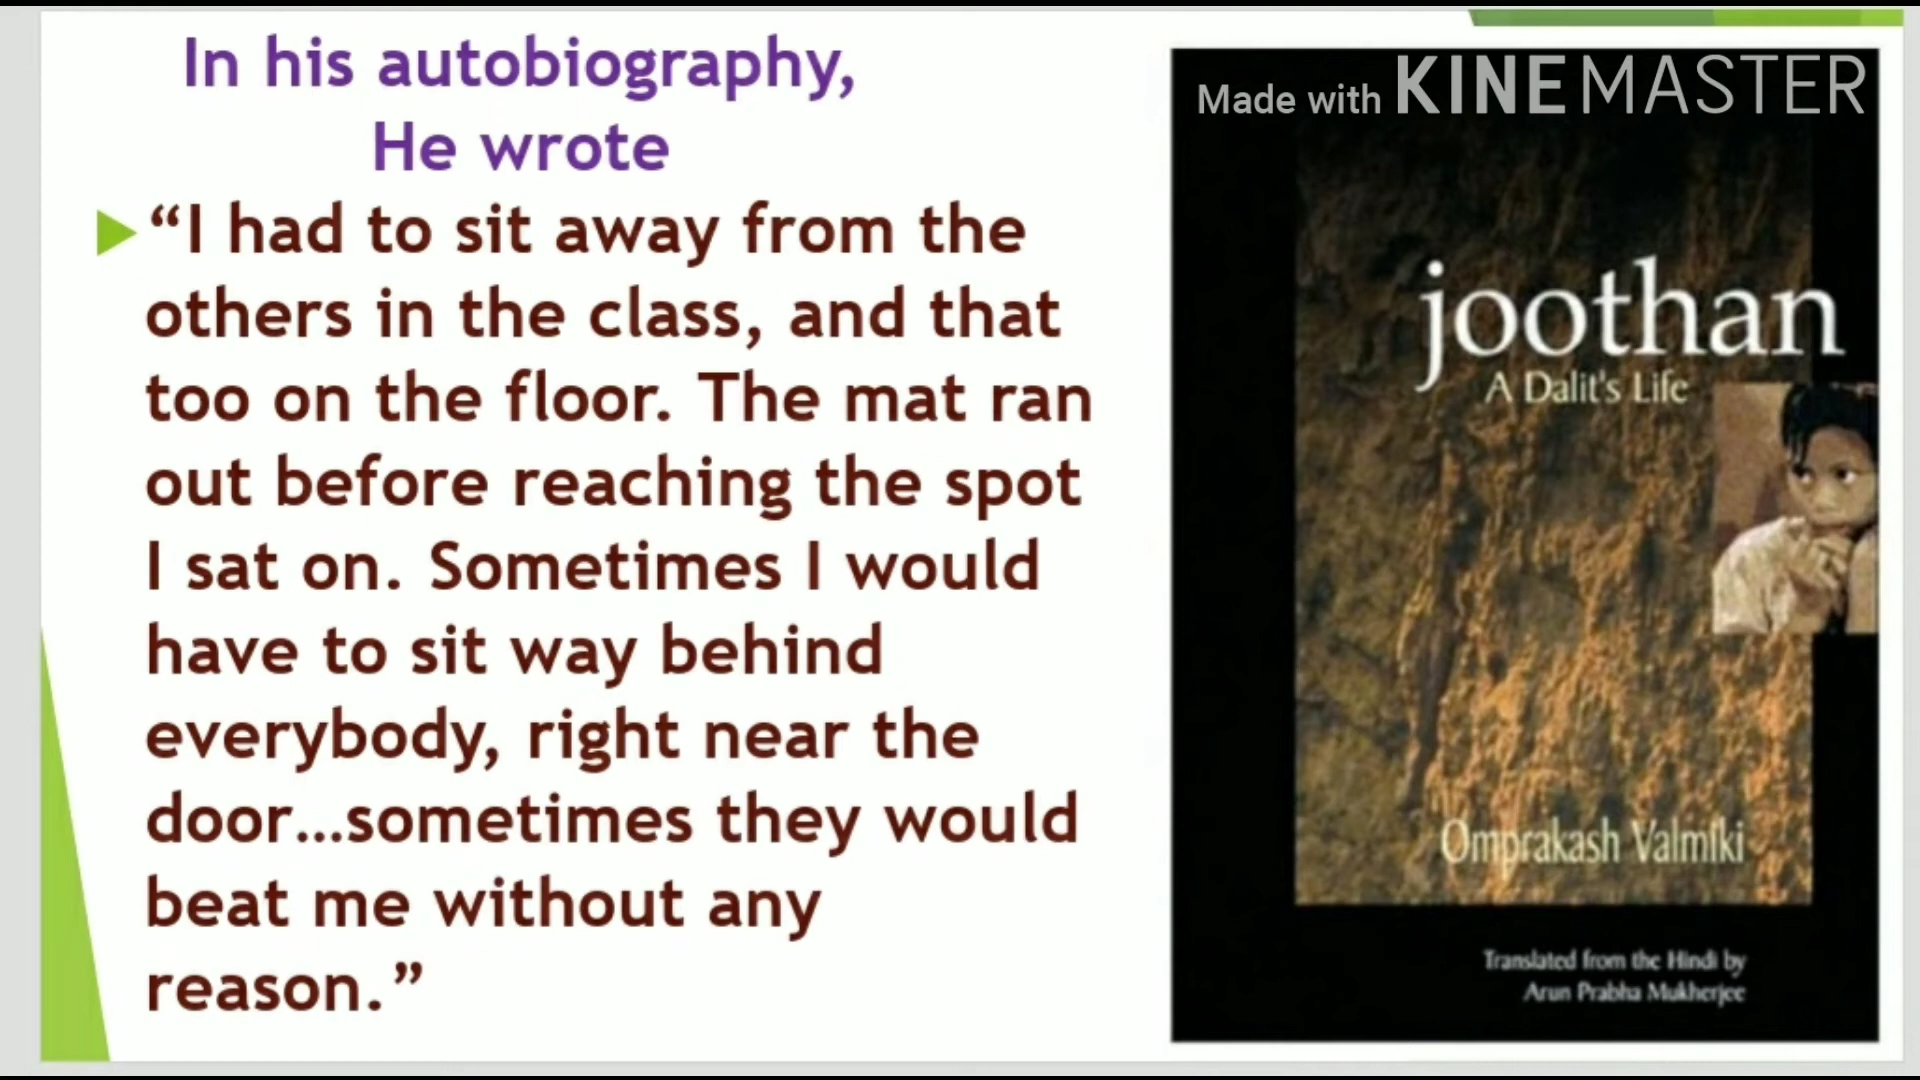 In his autobiography,
He wrote
“I had to sit away from the
others in the class, and that
too on the floor. The mat ran
out before reaching the spot
I sat on. Sometimes I would
have to sit way behind
everybody, right near the
door...sometimes they would
beat me without any
reason.”
Made with KINEMASTER
joothan
A Dalit's Life
Omprakash Valmiki
Translated from the Hindi by
Arun Prabha Mukherjee